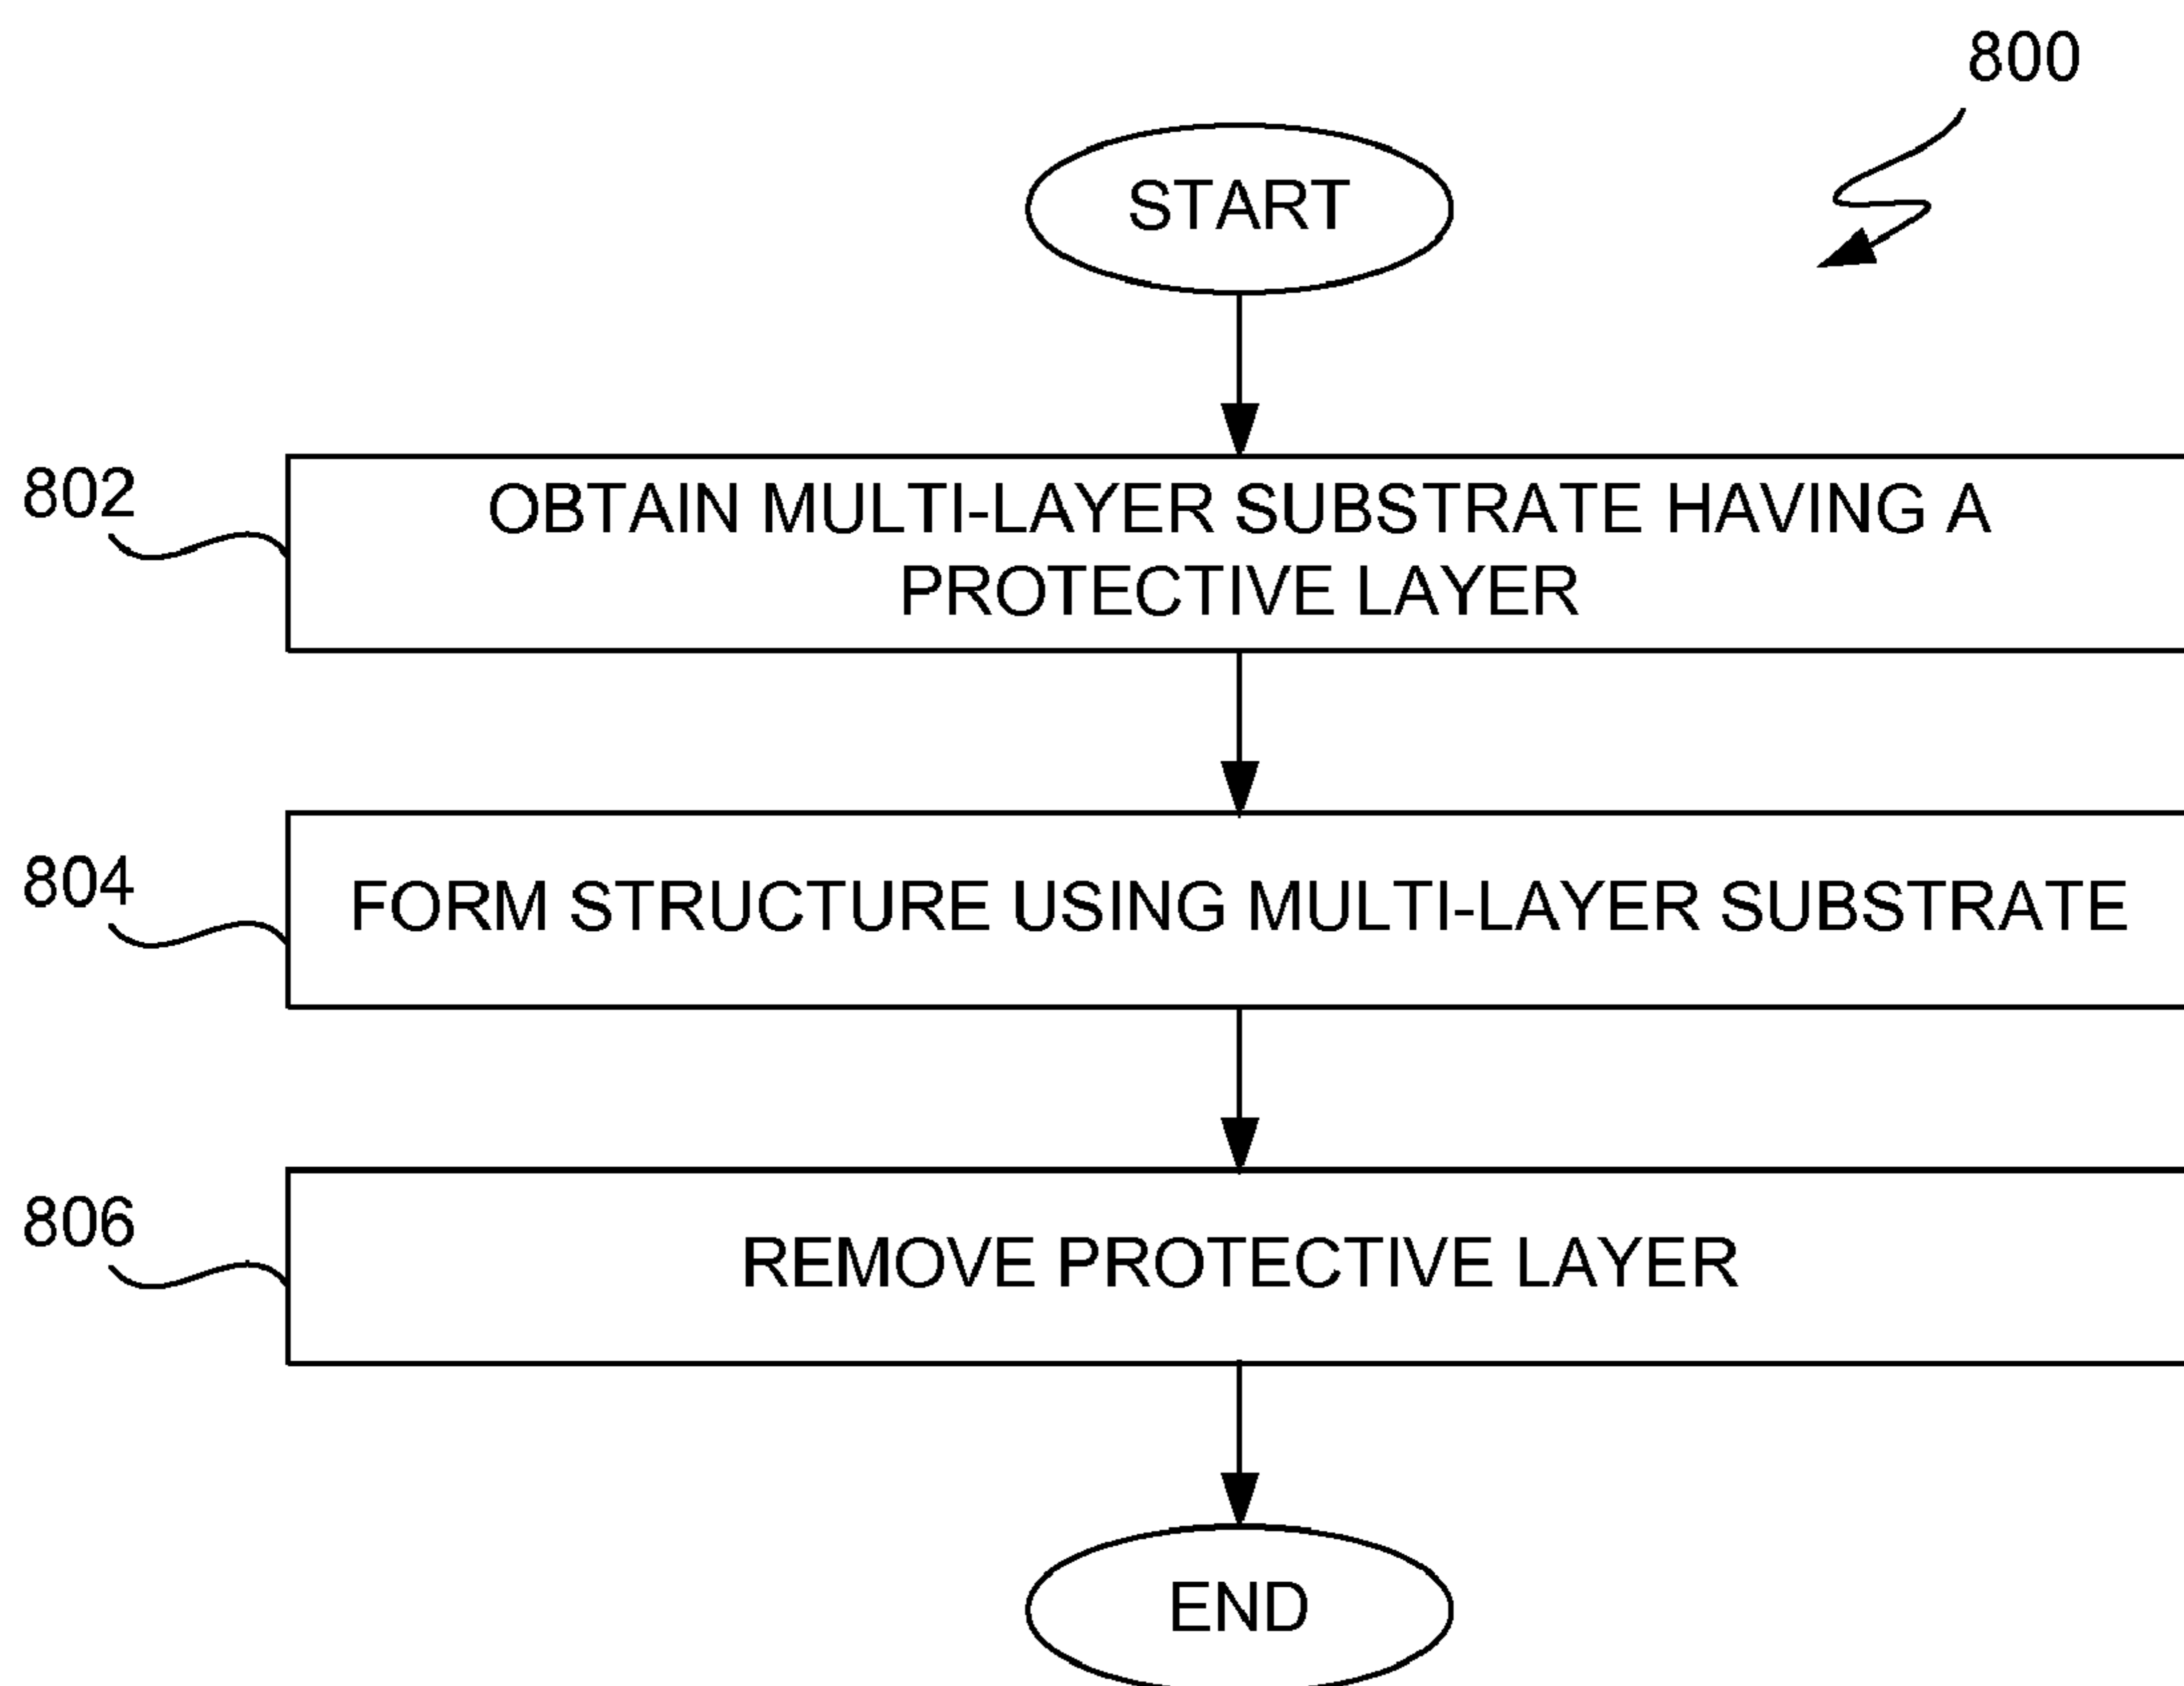 800
START
802
OBTAIN MULTI-LAYER SUBSTRATE HAVING A
PROTECTIVE LAYER
804
FORM STRUCTURE USING MULTI-LAYER SUBSTRATE
806
REMOVE PROTECTIVE LAYER
END